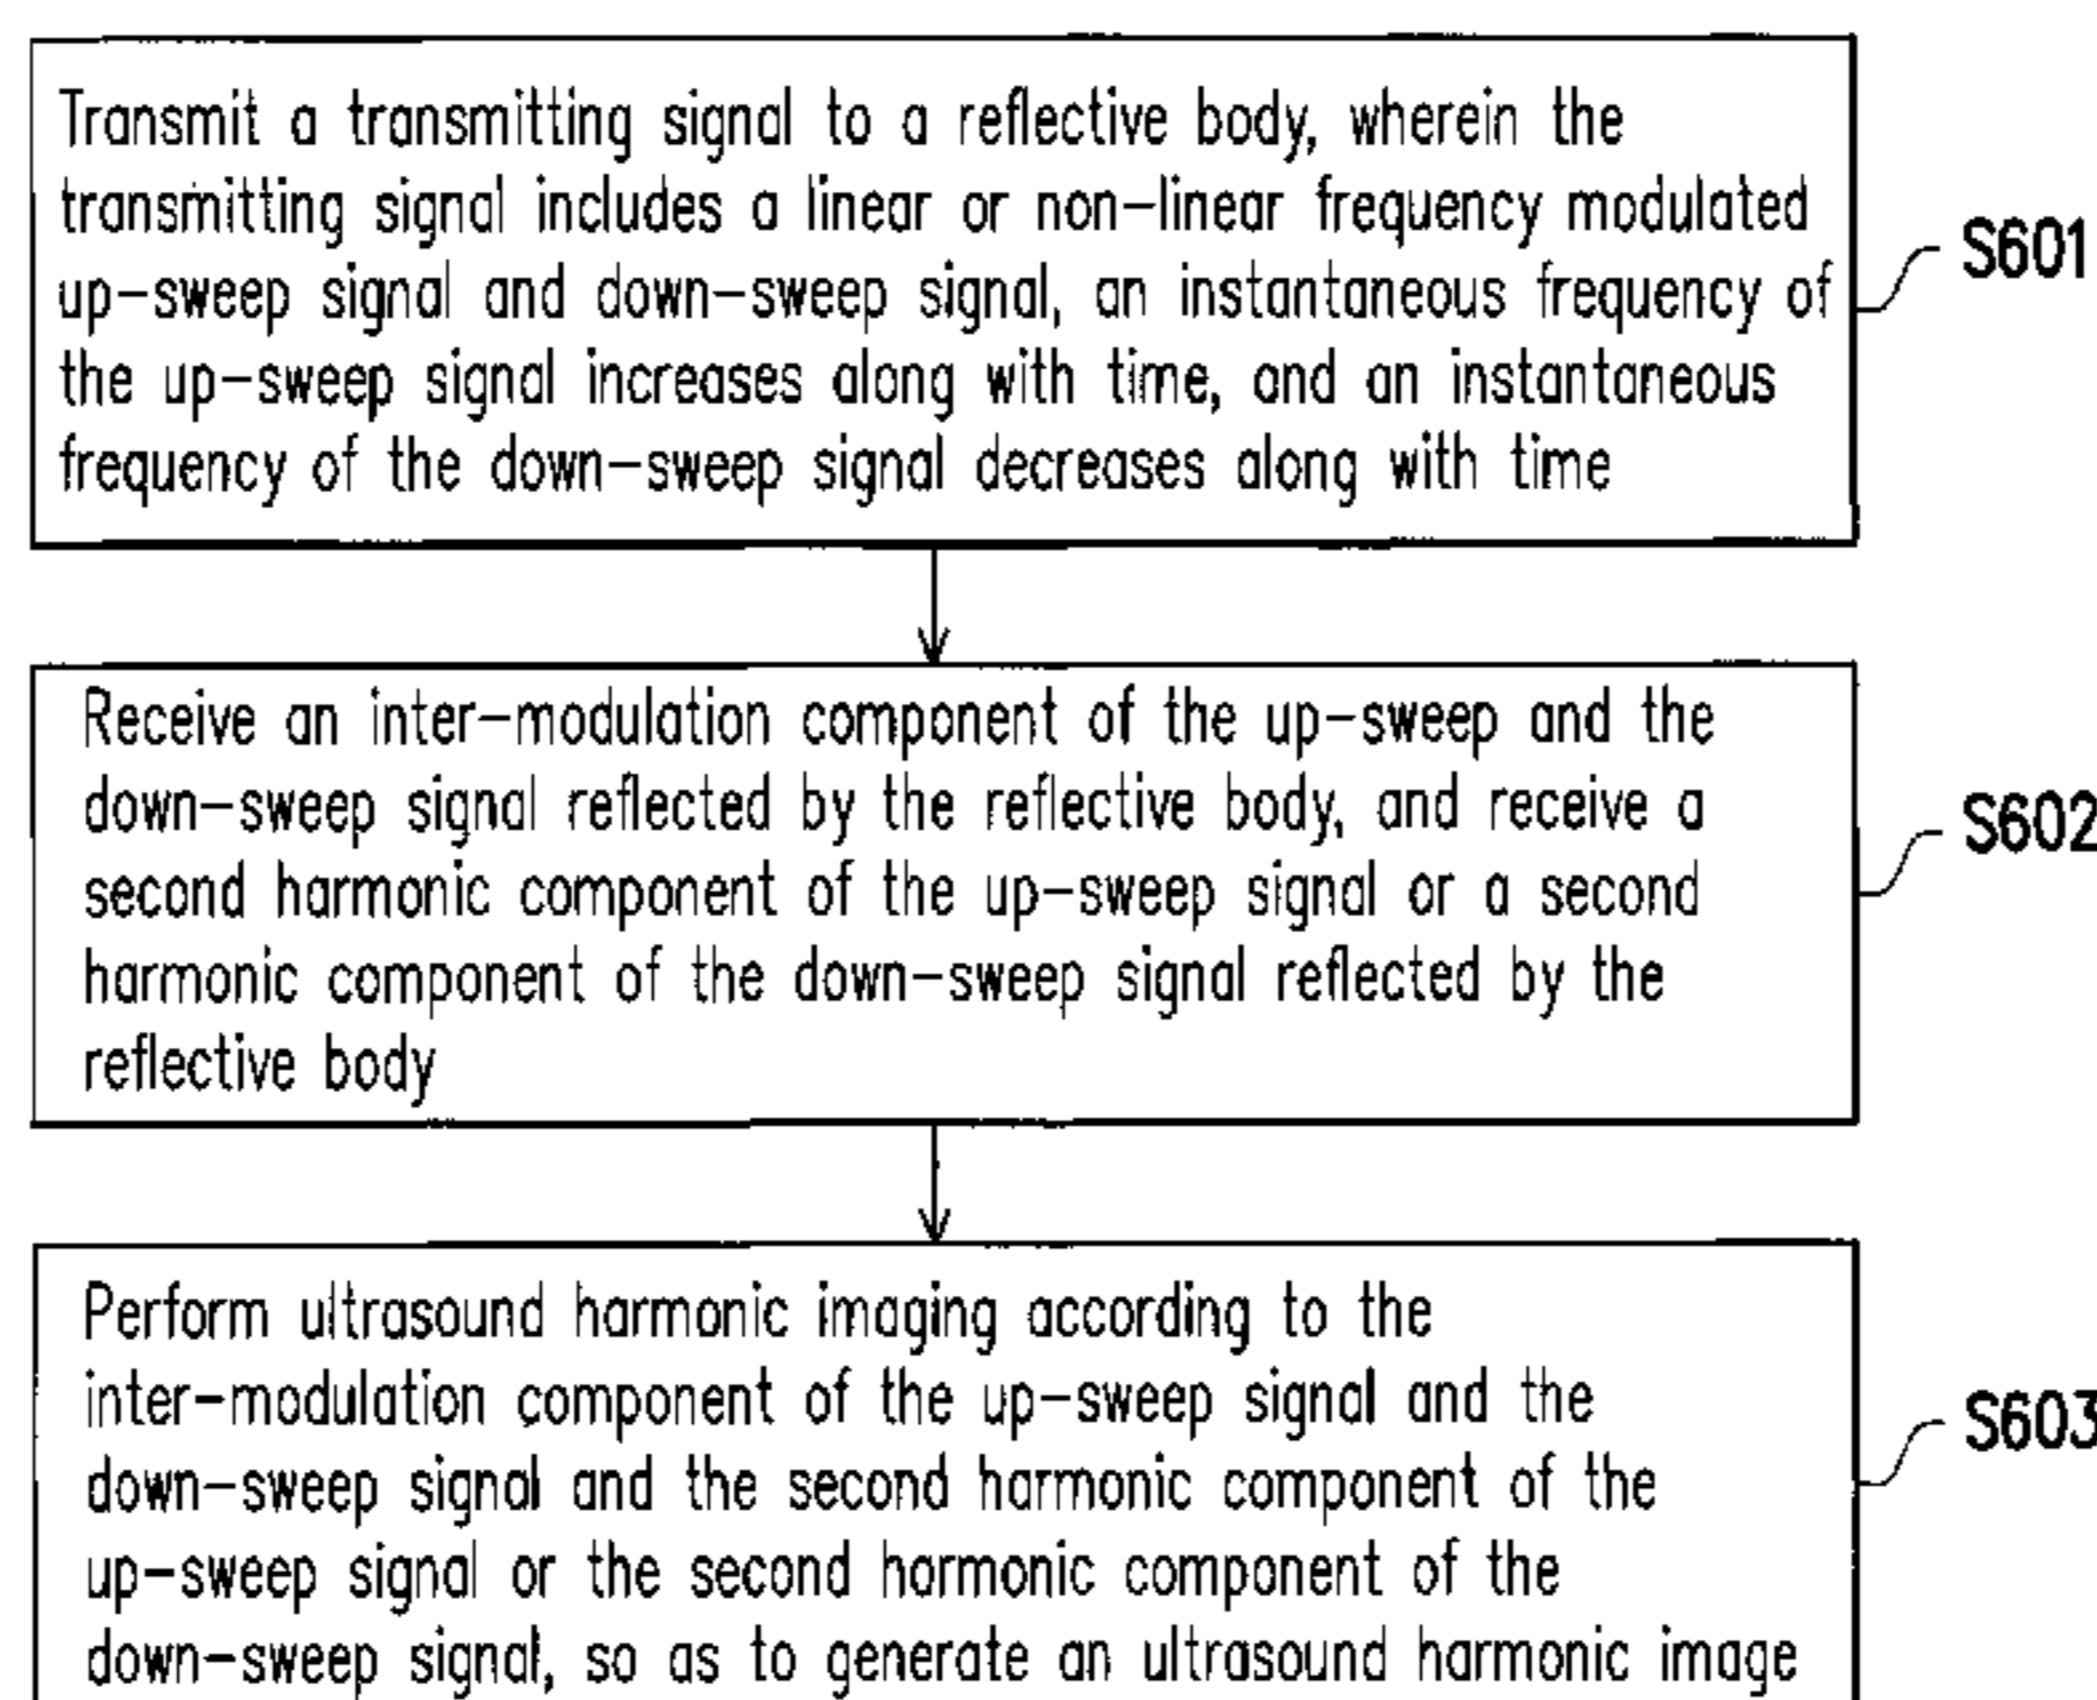 Transmit a transmitting signal to a reflective body, wherein the
transmitting signal includes a linear or non-linear frequency modulated
up-sweep signal and down-sweep signal, an instantaneous frequency of
the up-sweep signal increases along with time, and an instantaneous
frequency of the down-sweep signal decreases along with time
S601
Receive an inter-modulation component of the up-sweep and the
down-sweep signal reflected by the reflective body, and receive a
second harmonic component of the up-sweep signal or a second
harmonic component of the down-sweep signal reflected by the
reflective body
S602
Perform ultrasound harmonic imaging according to the
inter-modulation component of the up-sweep signal and the
down-sweep signal and the second harmonic component of the
up-sweep signal or the second harmonic component of the
down-sweep signal, so as to generate an ultrasound harmonic image
S603